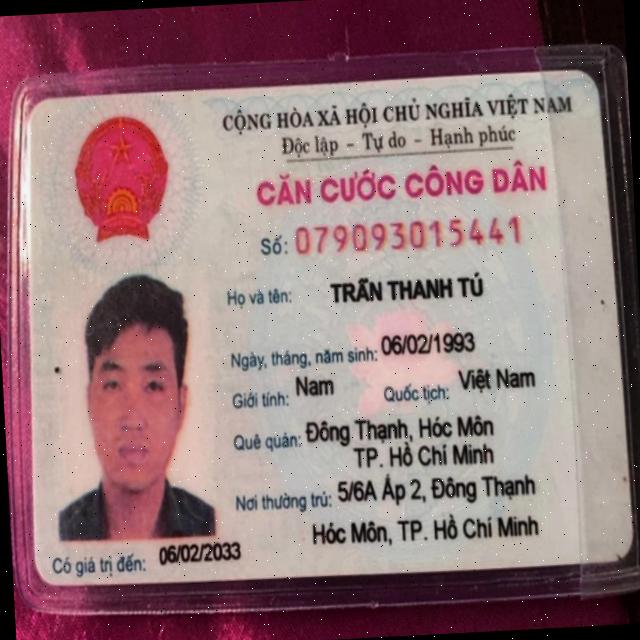 CỘNG HÒA XÃ HỘI CHỦ NGHĨA VIỆT NAM
Độc lập - Tự do - Hạnh phúc
CĂN CƯỚC CÔNG DÂN
Số: 079093015441
Họ và tên: TRẦN THANH TÚ
Ngày, tháng, năm sinh: 06/02/1993
Giới tính: Nam Quốc tịch: Việt Nam
Quê quán: Đông Thạnh, Hóc Môn
TP. Hồ Chí Minh
Nơi thường trú: 5/6A Ấp 2, Đông Thạnh
Hóc Môn, TP. Hồ Chí Minh
Có giá trị đến: 06/02/2033